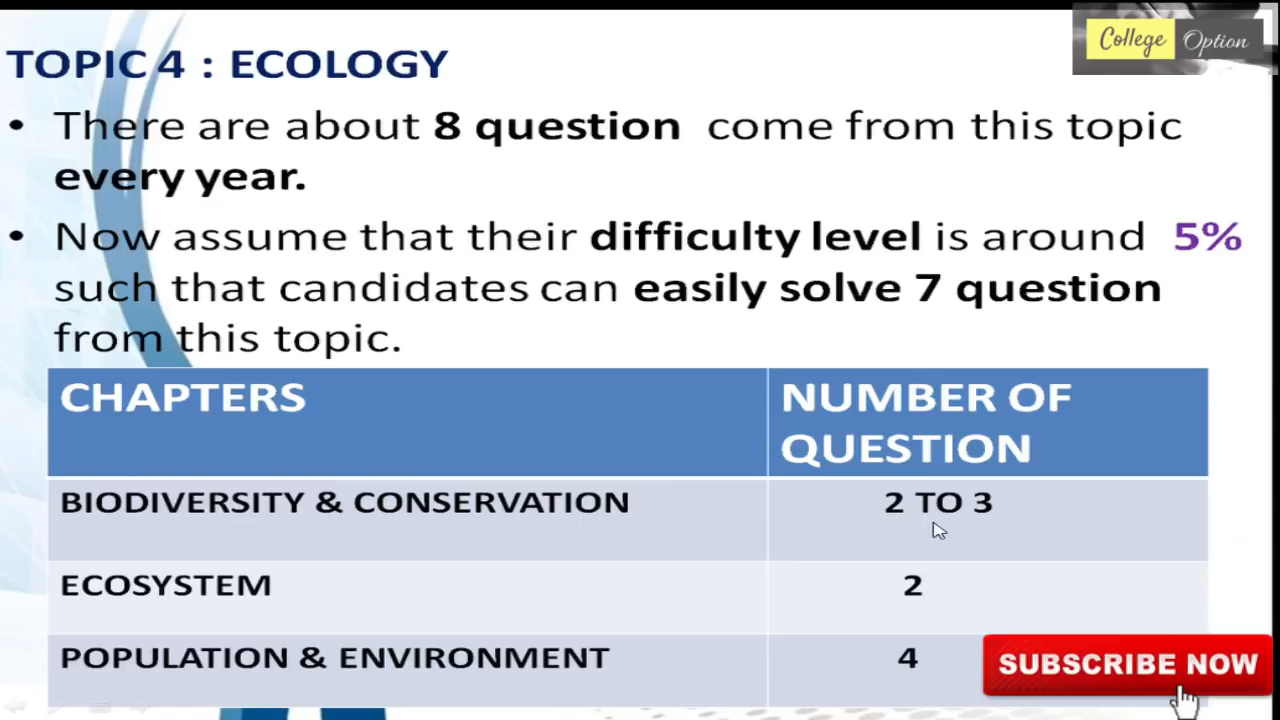 College Option
TOPIC 4 : ECOLOGY
• There are about 8 question come from this topic
every year.
• Now assume that their difficulty level is around 5%
such that candidates can easily solve 7 question
from this topic.
CHAPTERS
NUMBER OF
QUESTION
BIODIVERSITY & CONSERVATION
2 TO 3
ECOSYSTEM
2
POPULATION & ENVIRONMENT
4
SUBSCRIBE NOW